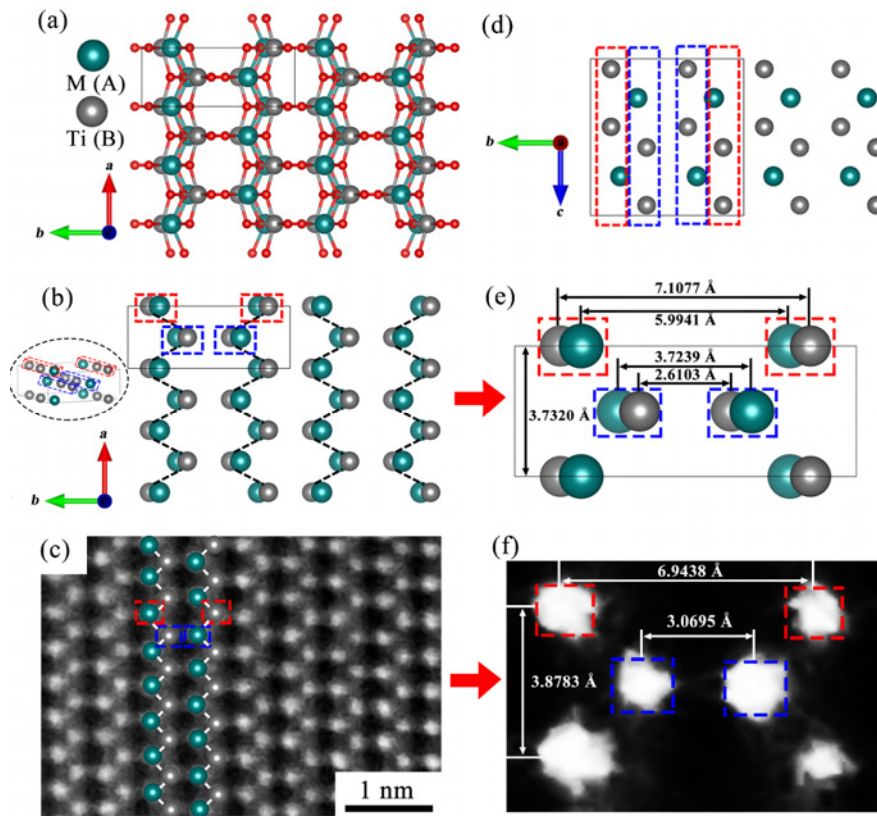 (a)
M (A)
Ti (B)
a
b
c
(d)
b
a
c
(b)
a
b
c
(e)
7.1077 Å
5.9941 Å
3.7239 Å
2.6103 Å
3.7320 Å
(c)
1 nm
(f)
6.9438 Å
3.0695 Å
3.8783 Å